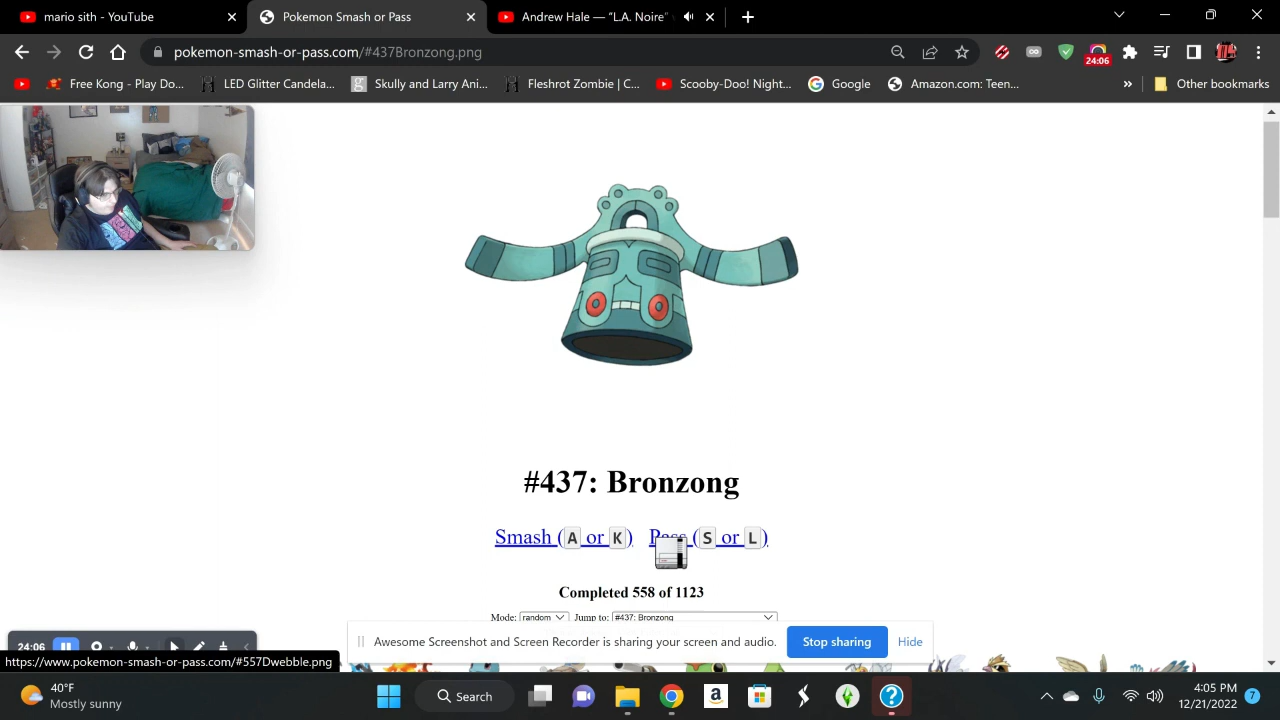 mario sith - YouTube
Pokemon Smash or Pass
Andrew Hale — "L.A. Noire"
pokemon-smash-or-pass.com/#437Bronzong.png
24:06
Free Kong - Play Do...
LED Glitter Candela...
Skully and Larry Ani...
Fleshrot Zombie | C...
Scooby-Doo! Night...
Google
Amazon.com: Teen...
»
Other bookmarks
#437: Bronzong
Smash (A or K) Pass (S or L)
Completed 558 of 1123
Mode: random Jump to: #437: Bronzong
24:06
Awesome Screenshot and Screen Recorder is sharing your screen and audio.
Stop sharing
Hide
https://www.pokemon-smash-or-pass.com/#557Dwebble.png
40°F
Mostly sunny
Search
4:05 PM
12/21/2022
7